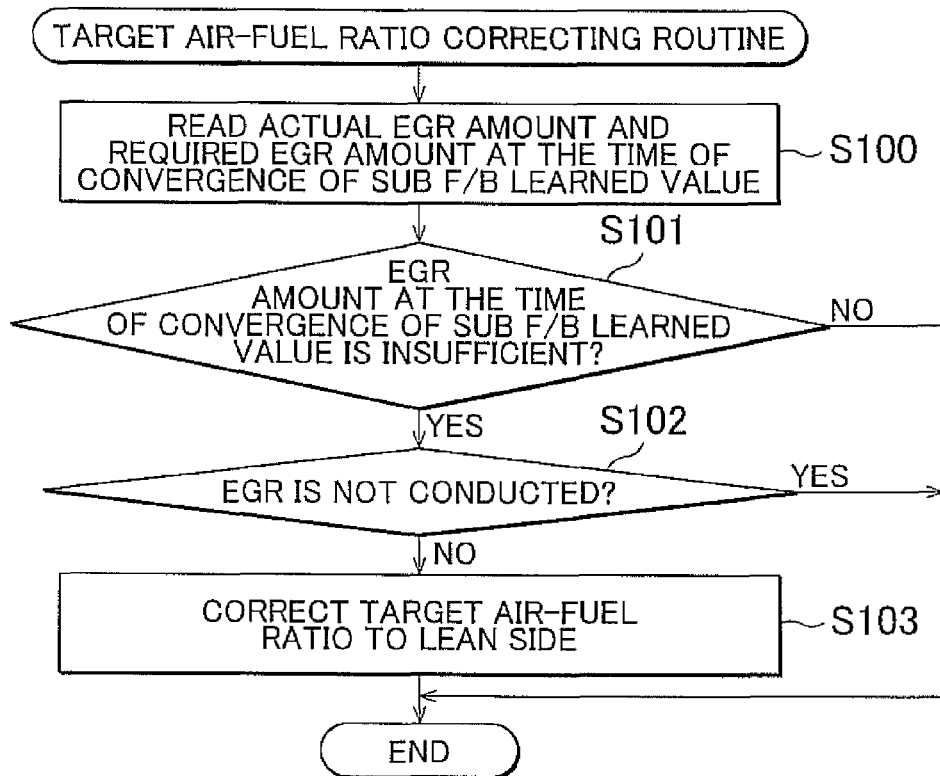 TARGET AIR-FUEL RATIO CORRECTING ROUTINE
READ ACTUAL EGR AMOUNT AND
REQUIRED EGR AMOUNT AT THE TIME OF
CONVERGENCE OF SUB F/B LEARNED VALUE
S100
S101
EGR
AMOUNT AT THE TIME
OF CONVERGENCE OF SUB F/B LEARNED
VALUE IS INSUFFICIENT?
NO
YES
S102
EGR IS NOT CONDUCTED?
YES
NO
CORRECT TARGET AIR-FUEL
RATIO TO LEAN SIDE
S103
END